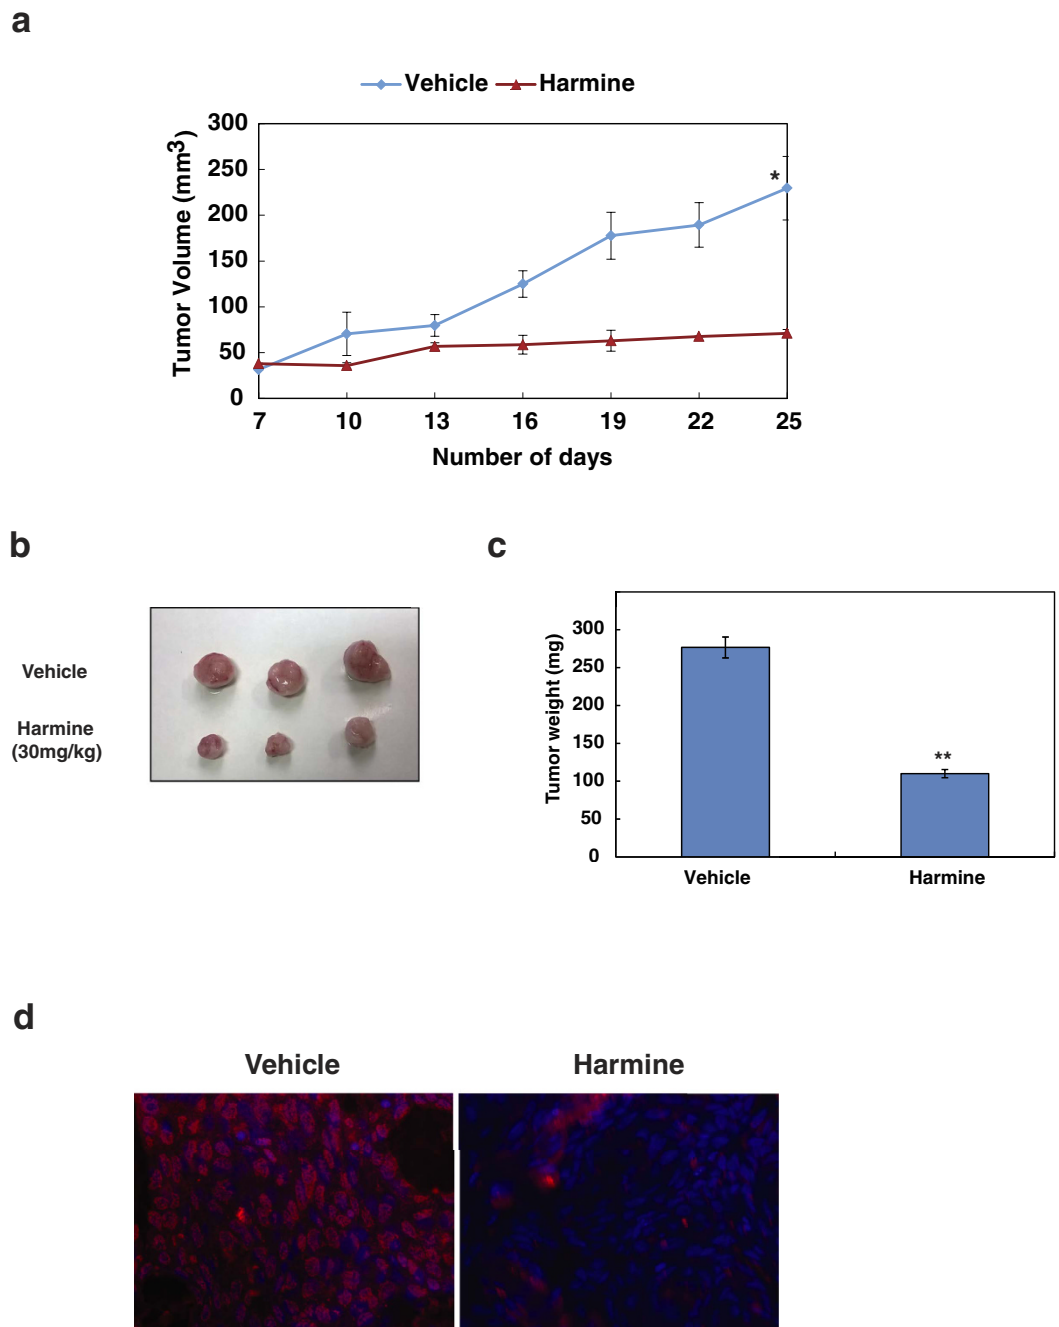 a
Vehicle Harmine
300
250
200
150
100
50
0
Tumor Volume (mm3)
*
7 10 13 16 19 22 25
Number of days
b
Vehicle
Harmine
(30mg/kg)
c
300
250
200
150
100
50
0
Tumor weight (mg)
**
Vehicle Harmine
d
Vehicle Harmine